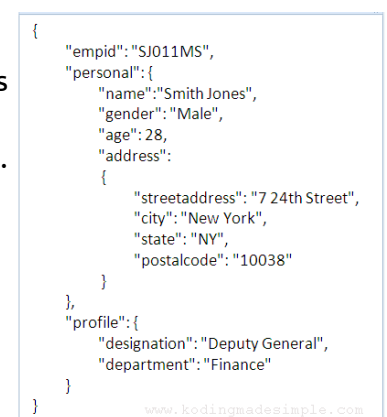 {
"empid": "SJ011MS",
"personal": {
"name":"Smith Jones",
"gender": "Male",
"age": 28,
"address":
{
"streetaddress": "7 24th Street",
"city": "New York",
"state": "NY",
"postalcode": "10038"
}
},
"profile": {
"designation": "Deputy General",
"department": "Finance"
}
}
www.kodingmadesimple.com
s
.